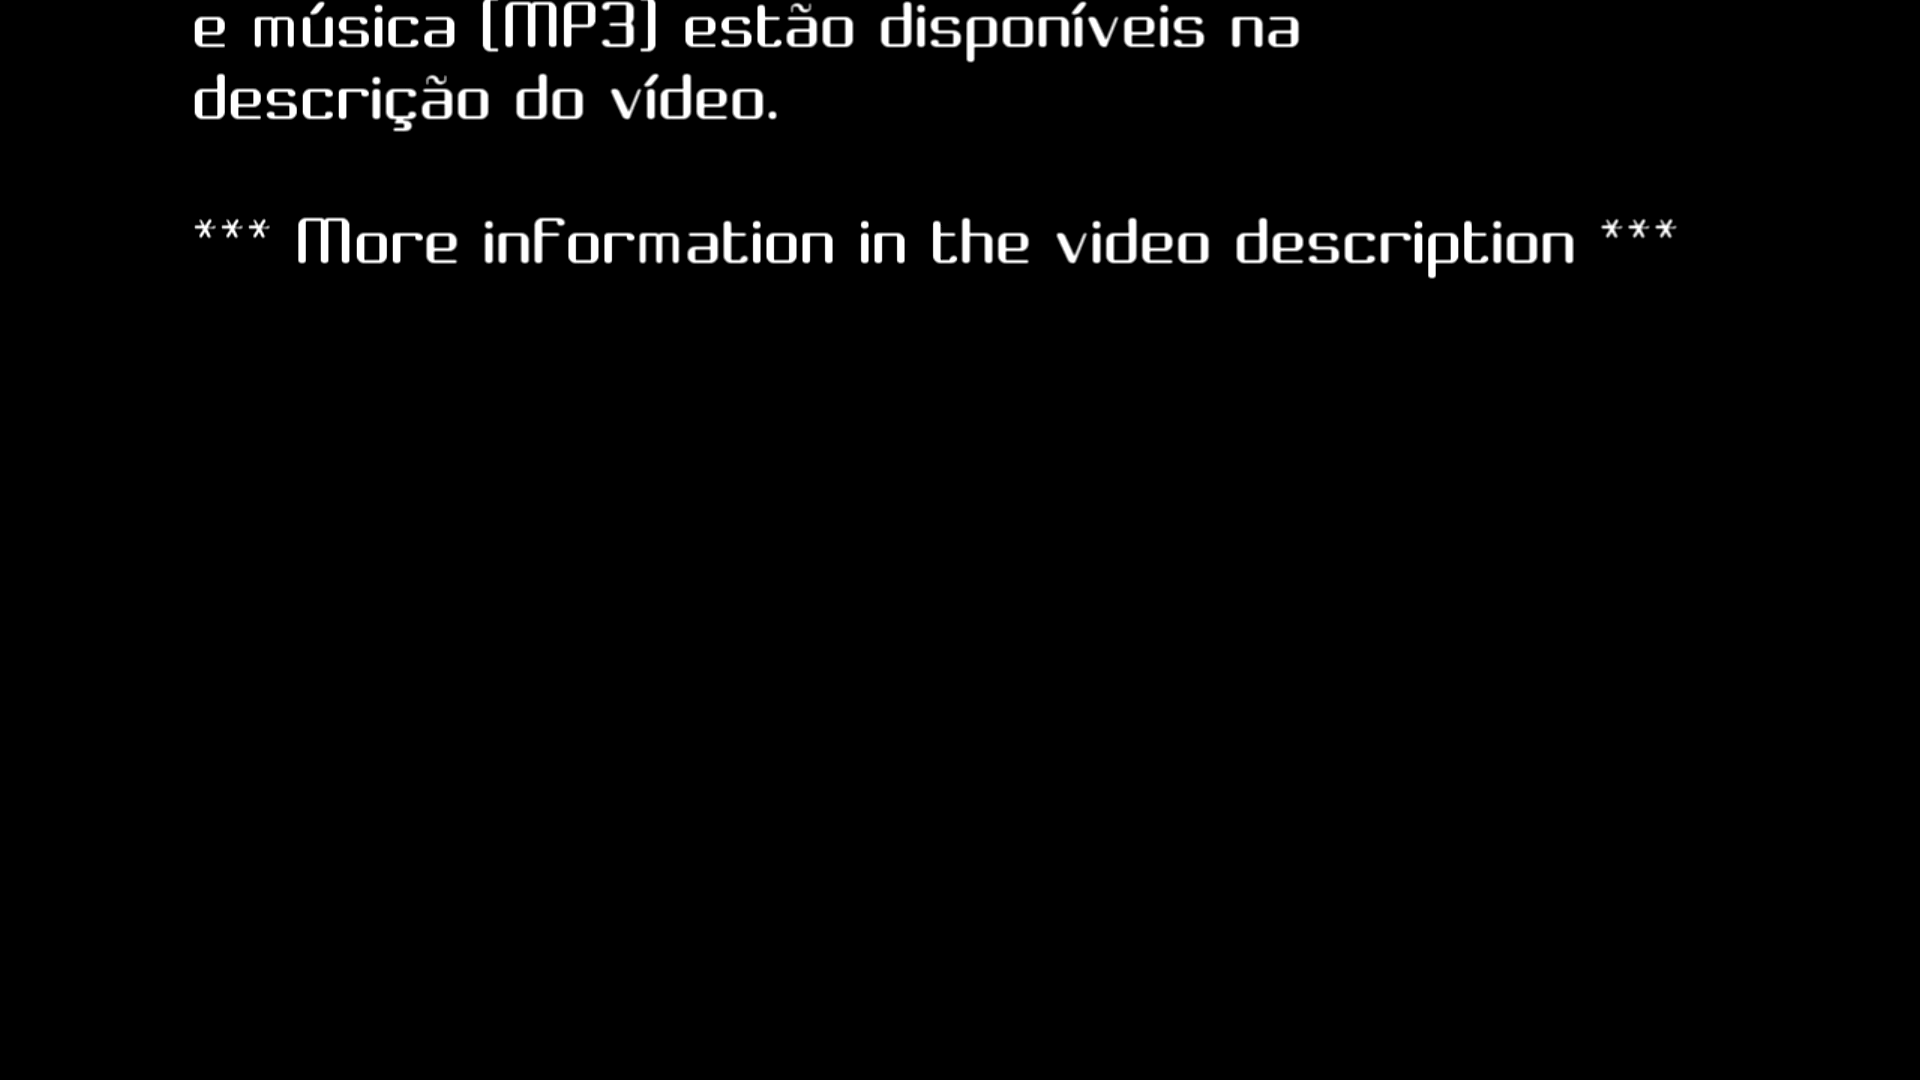 e música (MP3) estão disponíveis na
descrição do vídeo.
*** More information in the video description ***